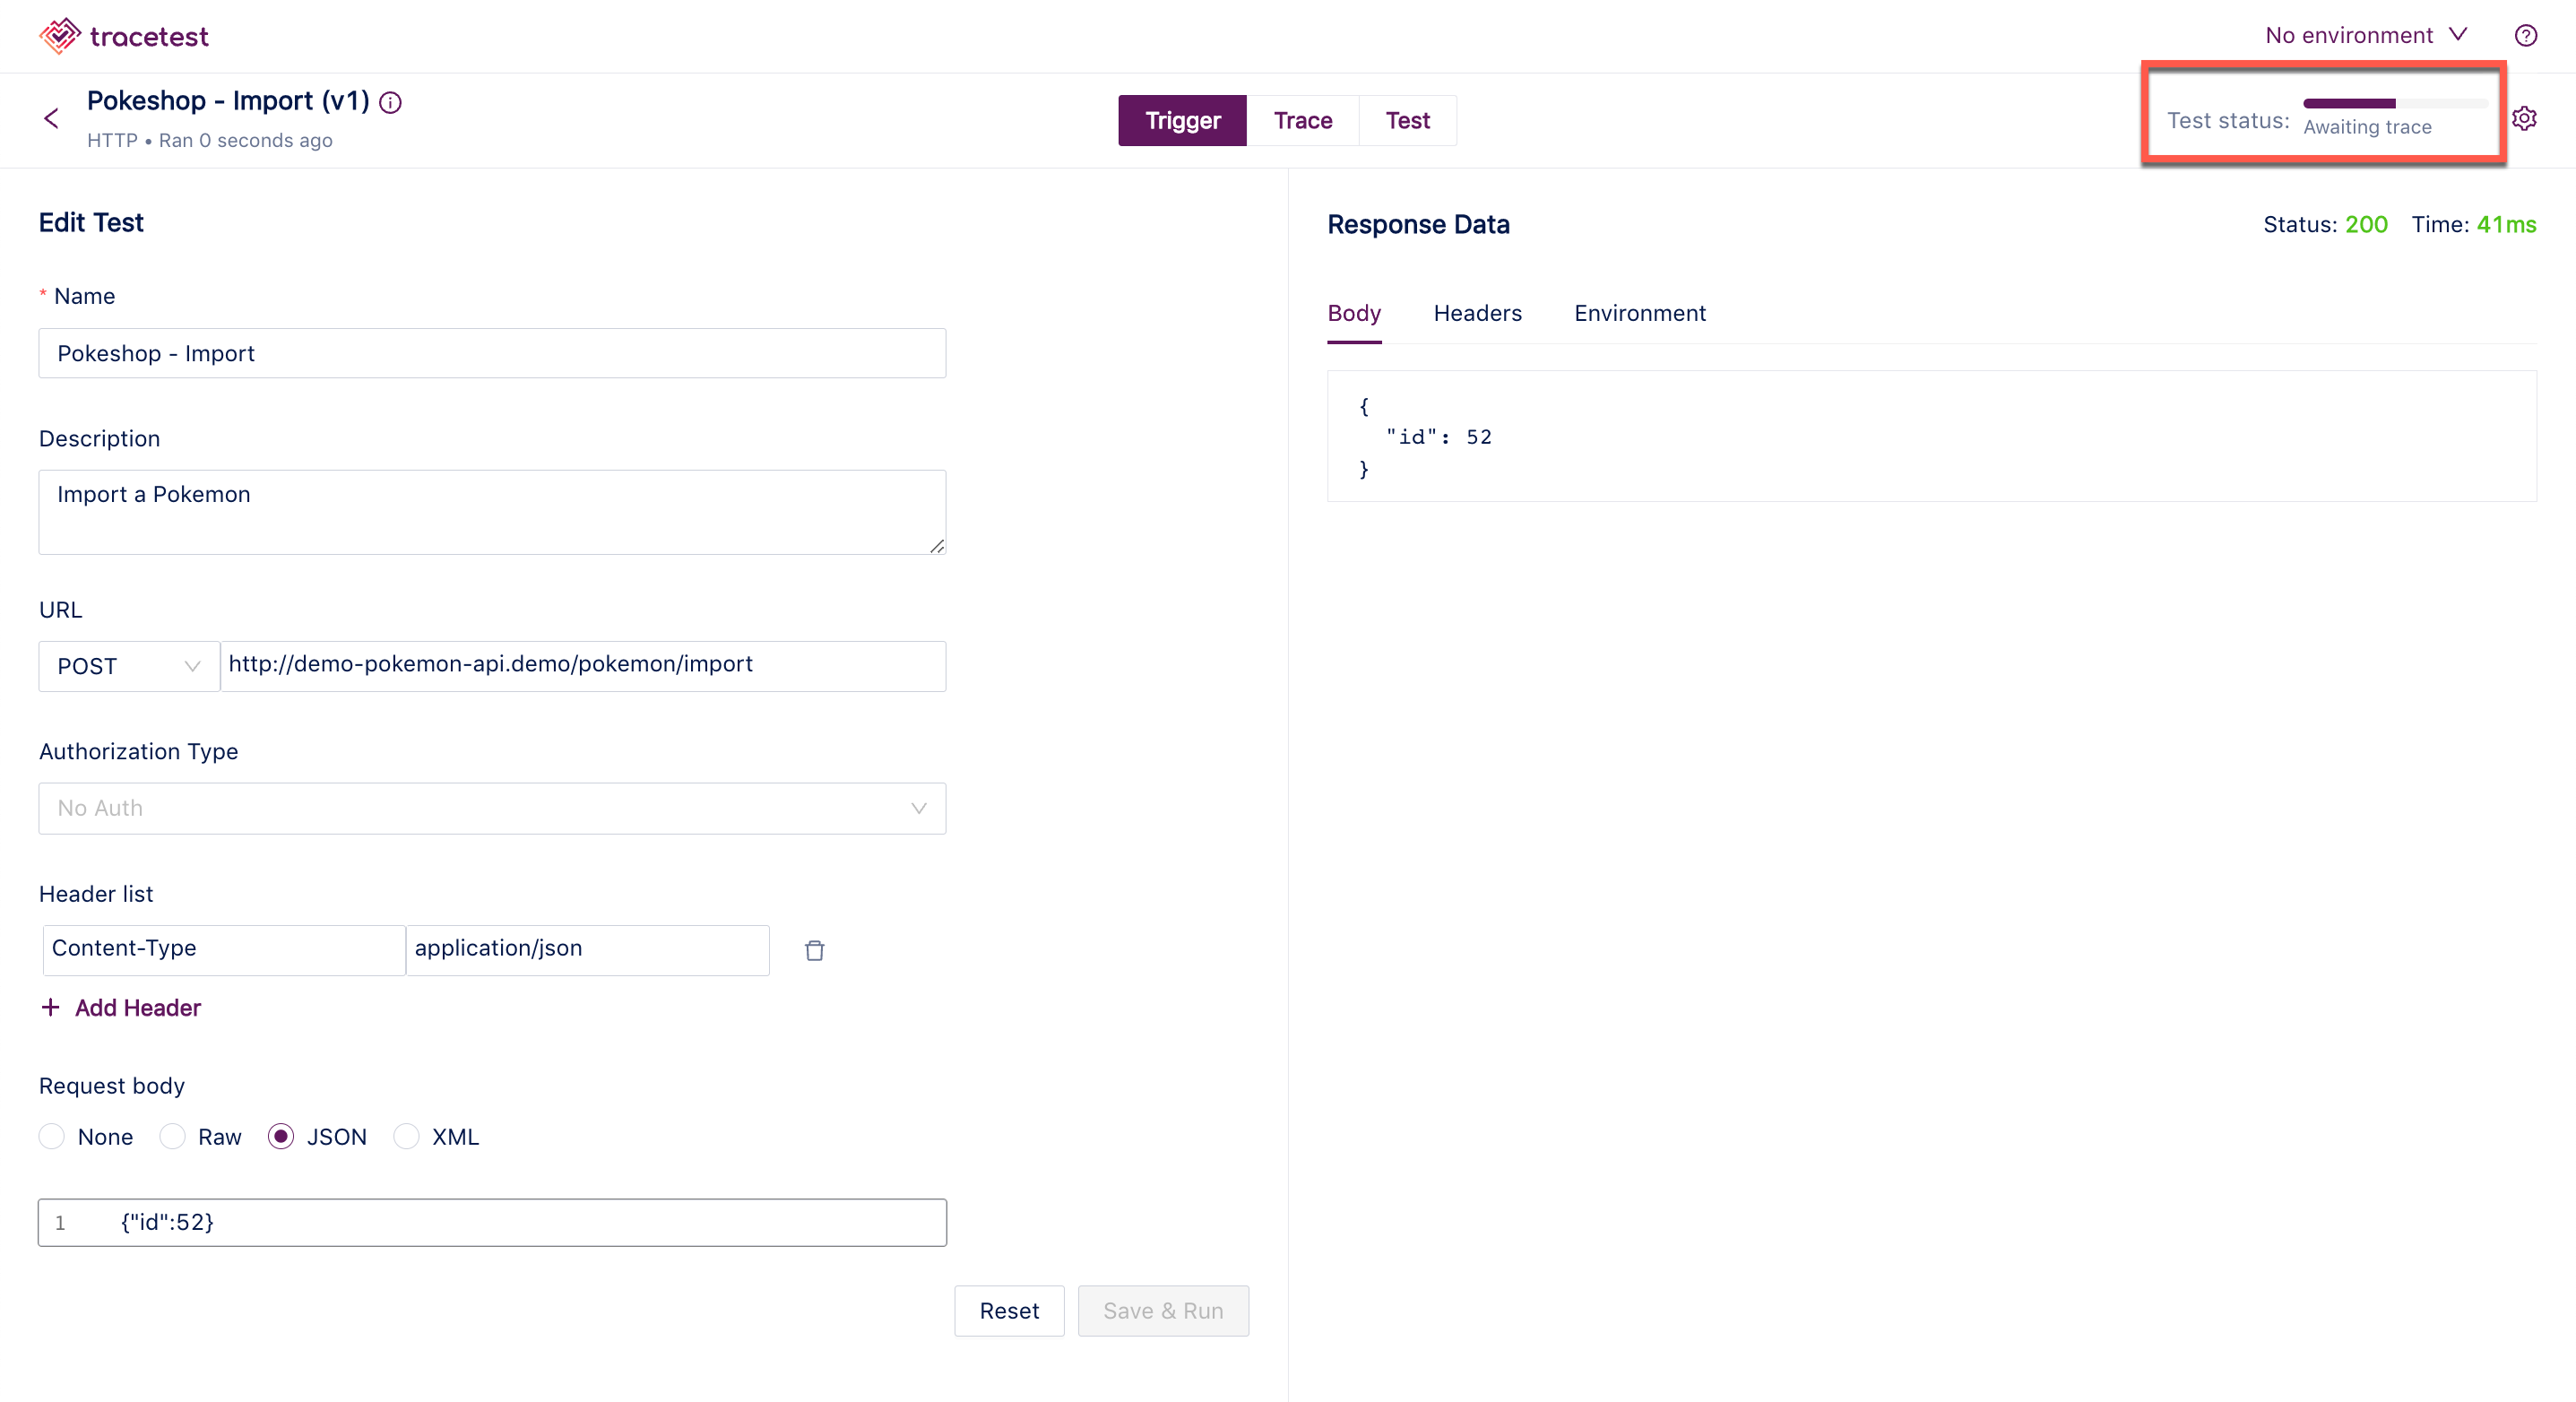 tracetest
No environment
Pokeshop - Import (v1)
HTTP • Ran 0 seconds ago
Trigger Trace Test
Test status: Awaiting trace
Edit Test
* Name
Pokeshop - Import
Description
Import a Pokemon
URL
POST http://demo-pokemon-api.demo/pokemon/import
Authorization Type
No Auth
Header list
Content-Type application/json
+ Add Header
Request body
None Raw JSON XML
1 {"id":52}
Reset Save & Run
Response Data
Status: 200 Time: 41ms
Body Headers Environment
{
"id": 52
}